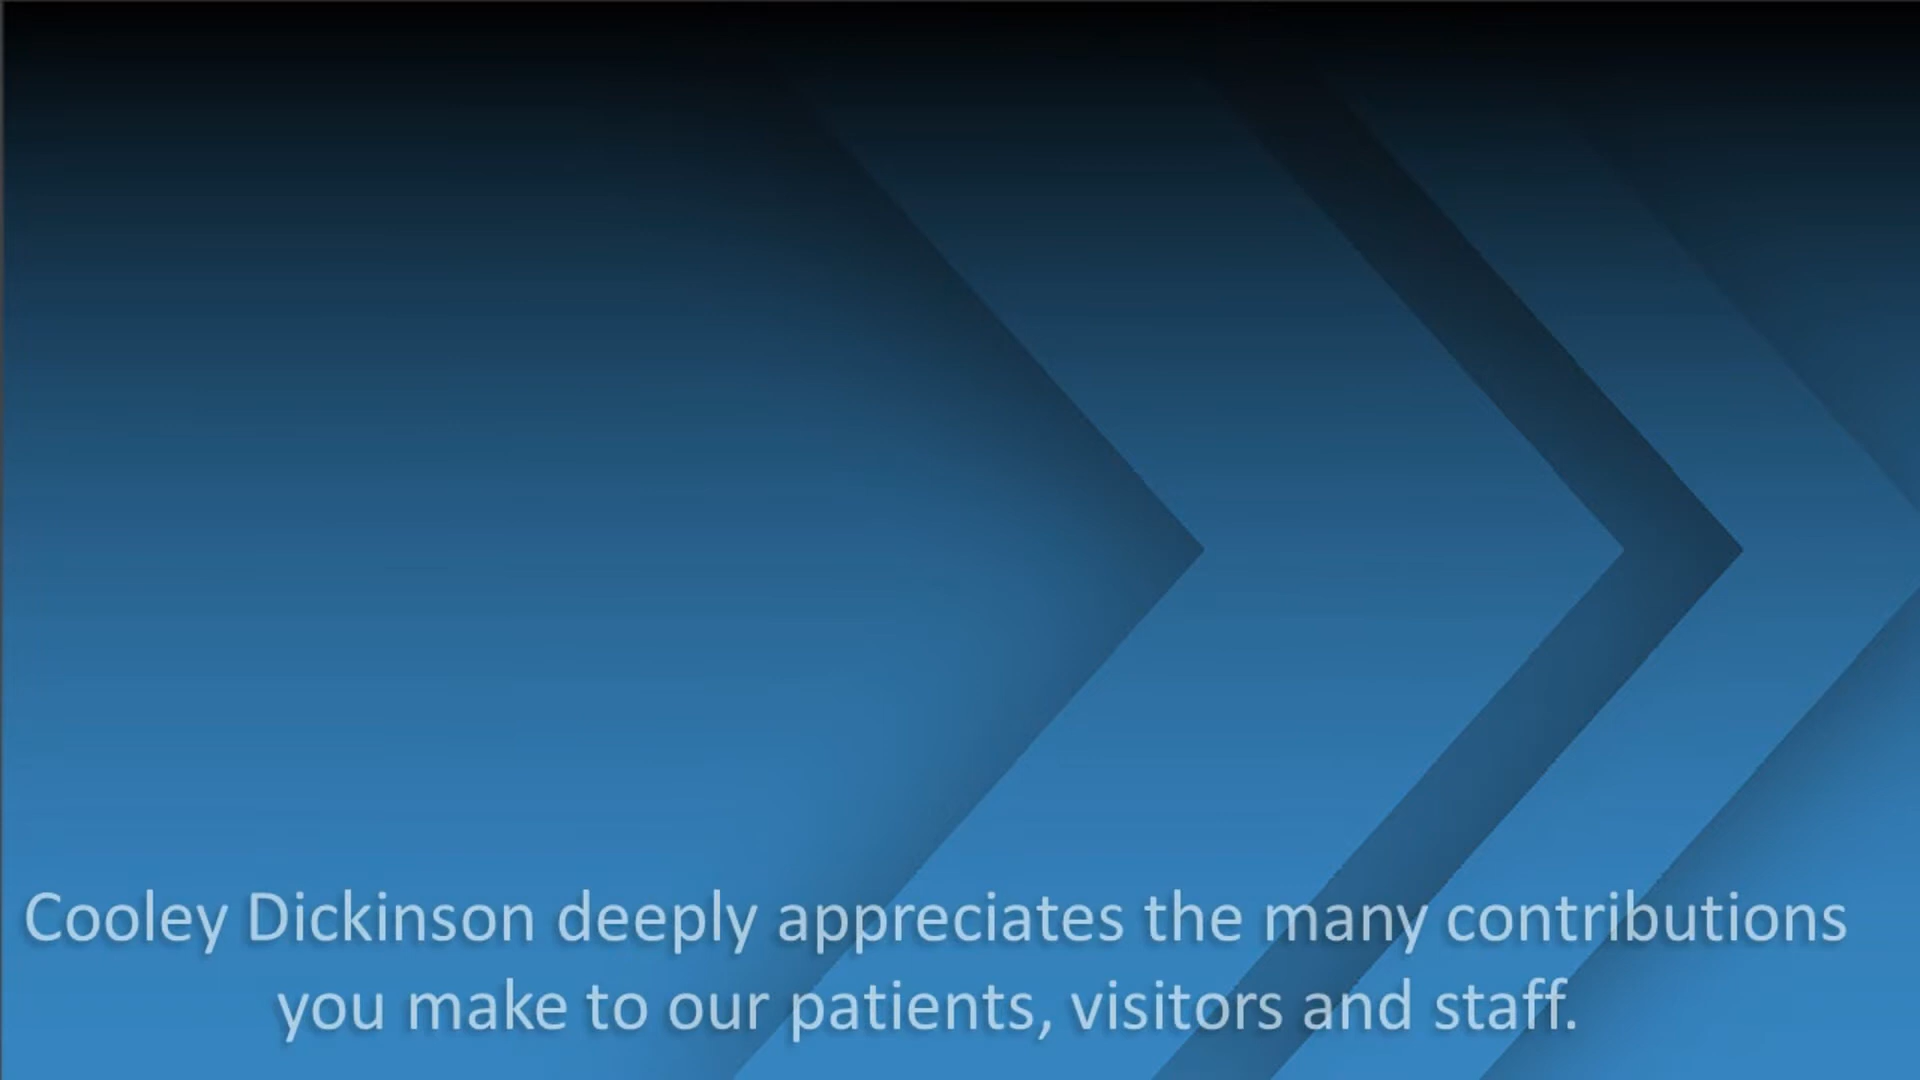 Cooley Dickinson deeply appreciates the many contributions
you make to our patients, visitors and staff.